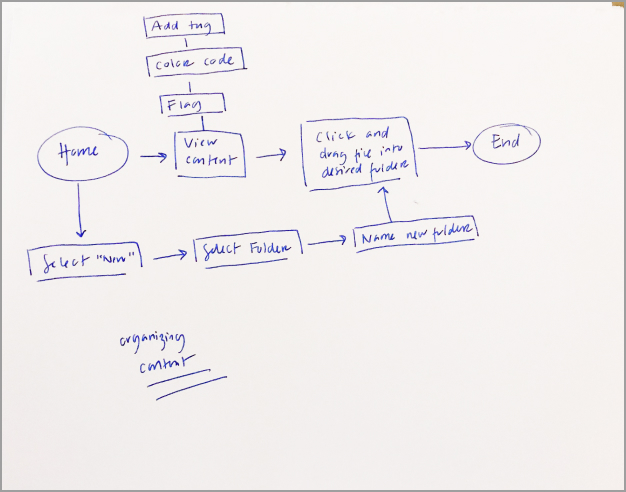 Add tag
Color code
Flag
Home
View
content
Click and
drag file into
desired folder
End
Select "New"
Select Folder
Name new folder
organizing
content